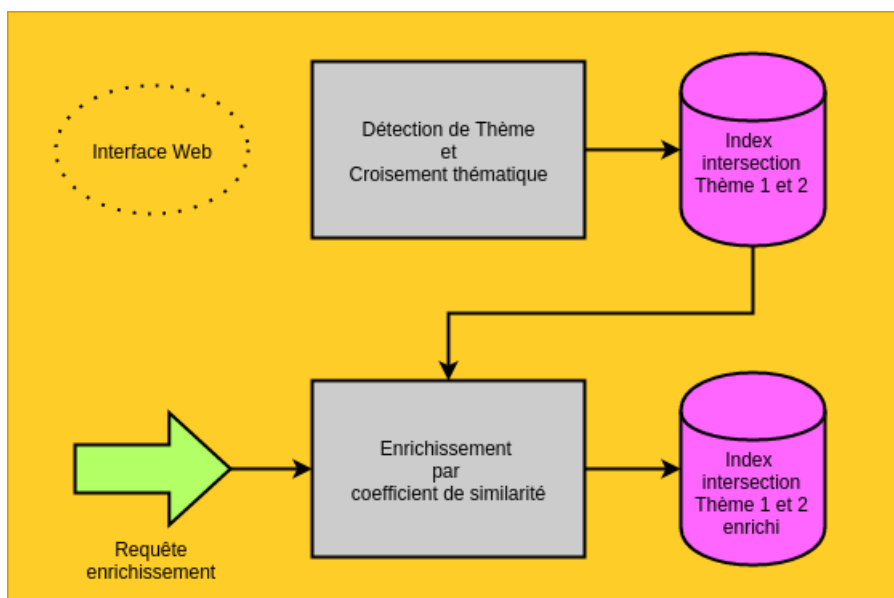 Interface Web
Détection de Thème
et
Croisement thématique
Index
intersection
Thème 1 et 2
Requête
enrichissement
Enrichissement
par
coefficient de similarité
Index
intersection
Thème 1 et 2
enrichi